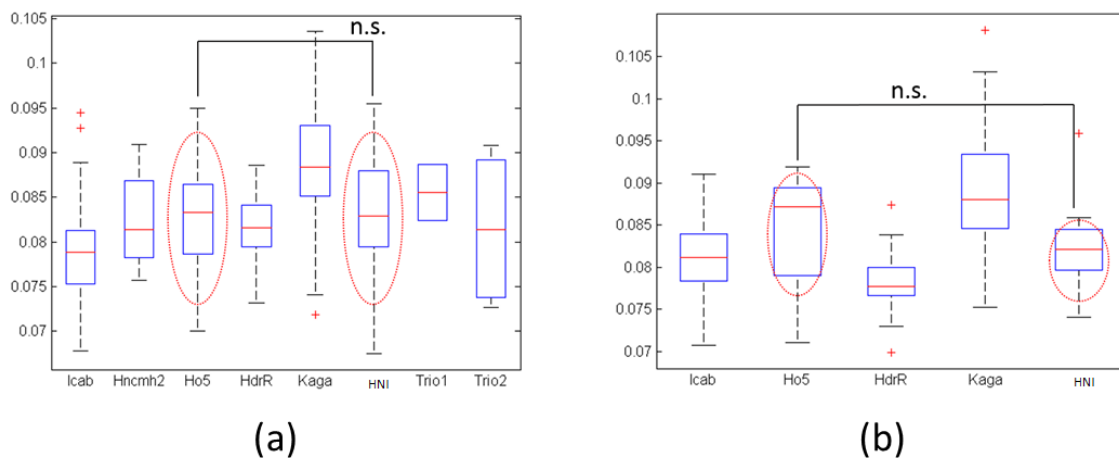 n.s.
0.105
0.1
0.095
0.09
0.085
0.08
0.075
0.07
Icab Hncmh2 Ho5 HdrR Kaga HNI Trio1 Trio2
(a)
n.s.
0.105
0.1
0.095
0.09
0.085
0.08
0.075
0.07
Icab Ho5 HdrR Kaga HNI
(b)